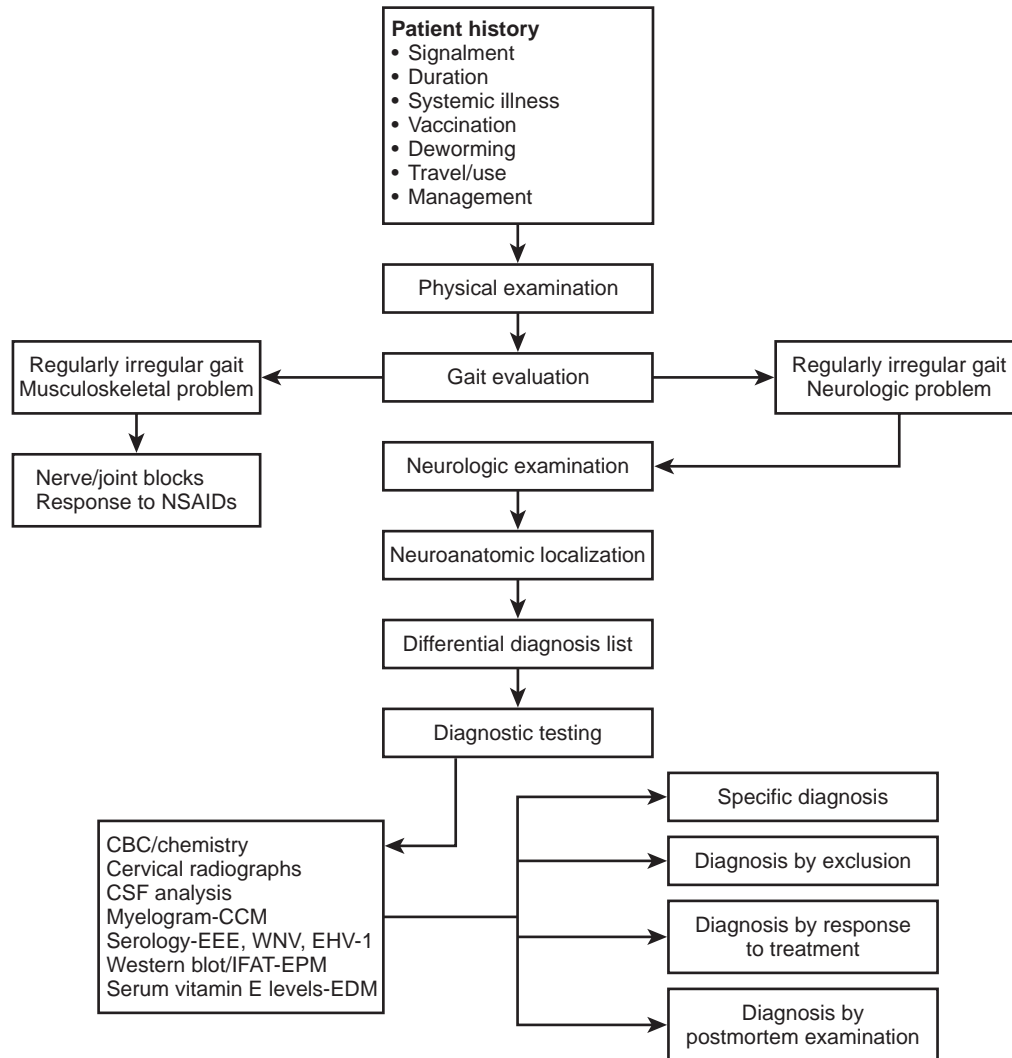 Patient history
• Signalment
• Duration
• Systemic illness
• Vaccination
• Deworming
• Travel/use
• Management
Physical examination
Gait evaluation
Regularly irregular gait
Musculoskeletal problem
Regularly irregular gait
Neurologic problem
Nerve/joint blocks
Response to NSAIDs
Neurologic examination
Neuroanatomic localization
Differential diagnosis list
Diagnostic testing
CBC/chemistry
Cervical radiographs
CSF analysis
Myelogram-CCM
Serology-EEE, WNV, EHV-1
Western blot/IFAT-EPM
Serum vitamin E levels-EDM
Specific diagnosis
Diagnosis by exclusion
Diagnosis by response
to treatment
Diagnosis by
postmortem examination